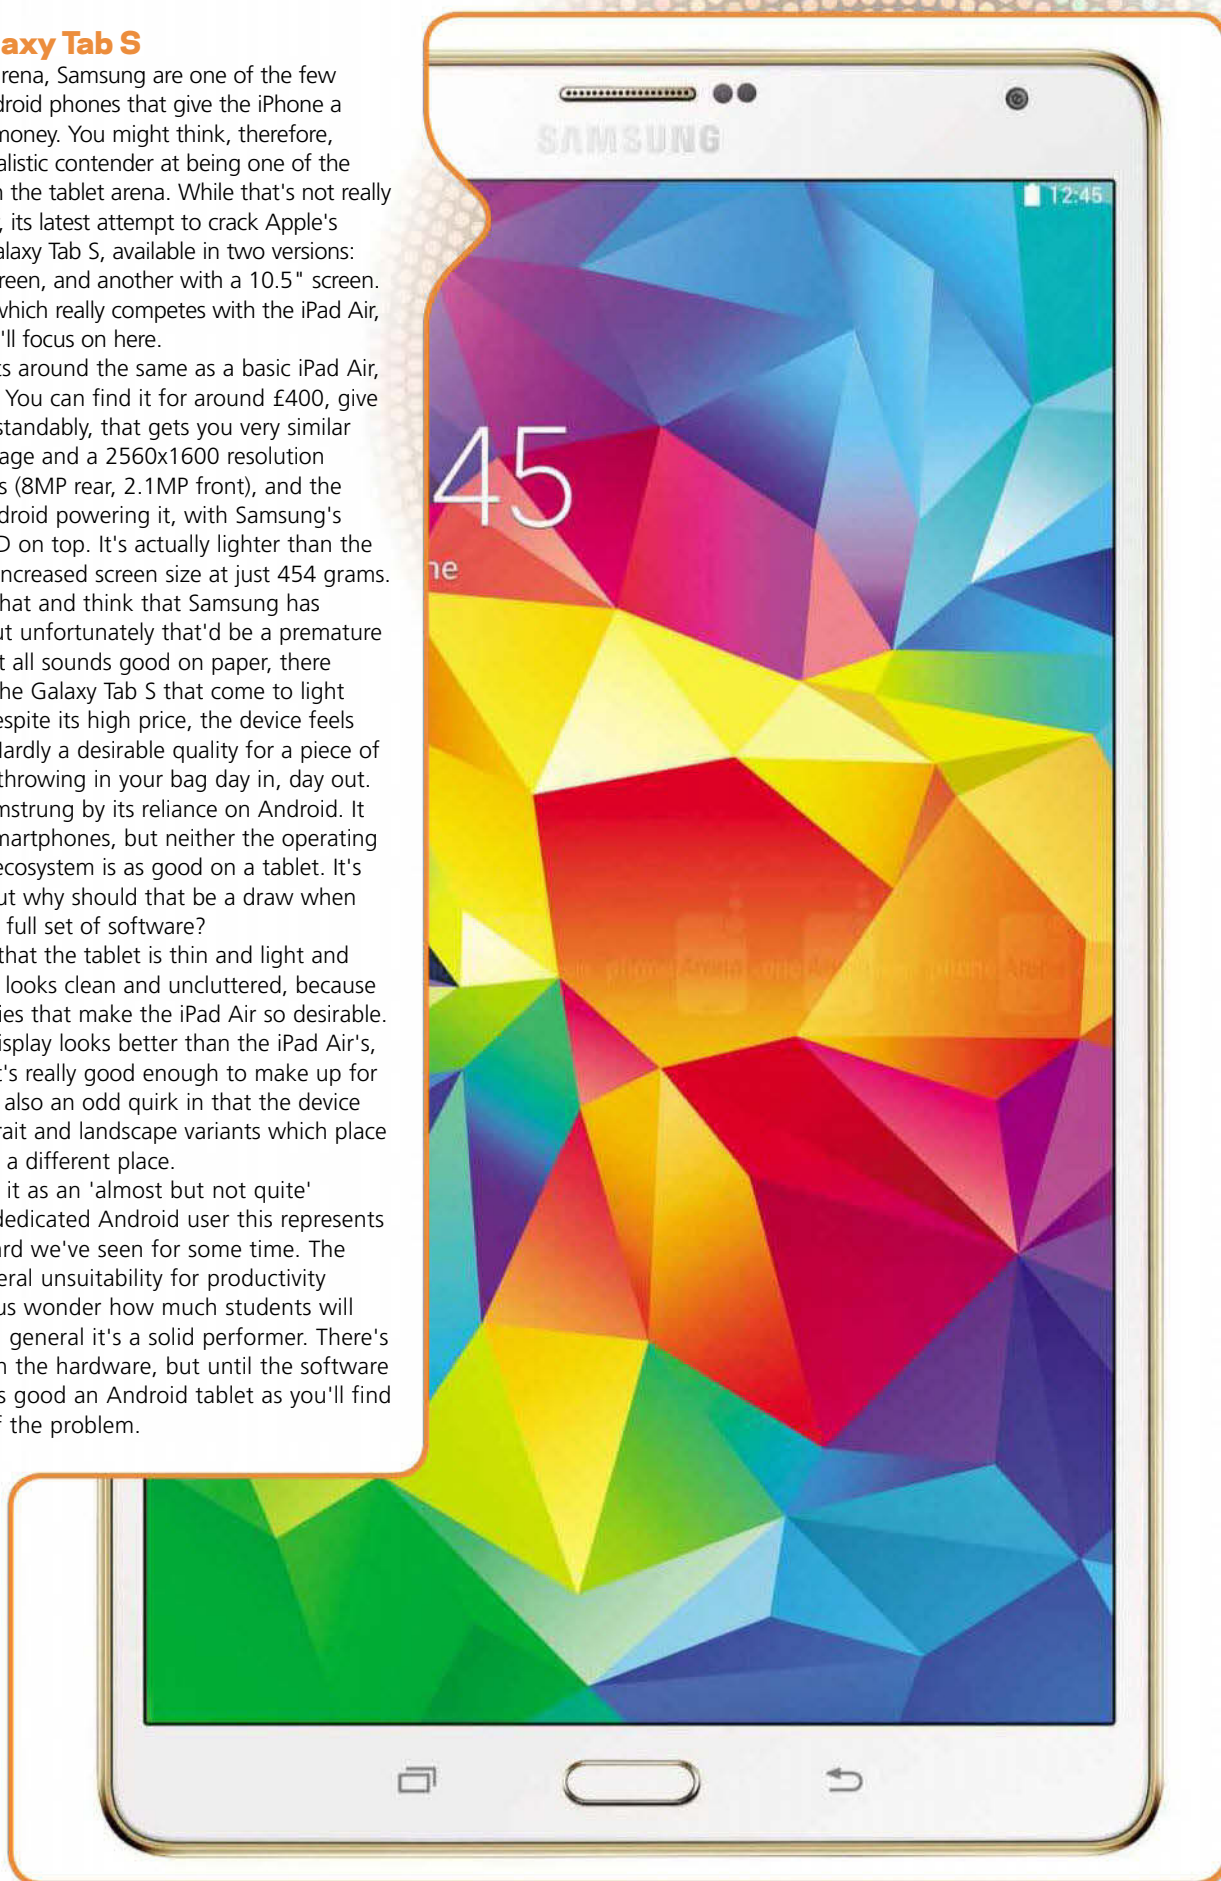 axy Tab S
rena, Samsung are one of the few
droid phones that give the iPhone a
money. You might think, therefore,
alistic contender at being one of the
n the tablet arena. While that's not really
, its latest attempt to crack Apple's
alaxy Tab S, available in two versions:
reen, and another with a 10.5" screen.
which really competes with the iPad Air,
'll focus on here.
ts around the same as a basic iPad Air,
You can find it for around £400, give
standably, that gets you very similar
age and a 2560x1600 resolution
s (8MP rear, 2.1MP front), and the
droid powering it, with Samsung's
D on top. It's actually lighter than the
increased screen size at just 454 grams.
hat and think that Samsung has
ut unfortunately that'd be a premature
t all sounds good on paper, there
he Galaxy Tab S that come to light
espite its high price, the device feels
Hardly a desirable quality for a piece of
throwing in your bag day in, day out.
mstrung by its reliance on Android. It
martphones, but neither the operating
ecosystem is as good on a tablet. It's
ut why should that be a draw when
full set of software?
that the tablet is thin and light and
looks clean and uncluttered, because
ies that make the iPad Air so desirable.
isplay looks better than the iPad Air's,
t's really good enough to make up for
also an odd quirk in that the device
rait and landscape variants which place
a different place.
it as an 'almost but not quite'
dedicated Android user this represents
ard we've seen for some time. The
eral unsuitability for productivity
us wonder how much students will
general it's a solid performer. There's
n the hardware, but until the software
s good an Android tablet as you'll find
f the problem.
SAMSUNG
12:45
45
ne
phone Arena